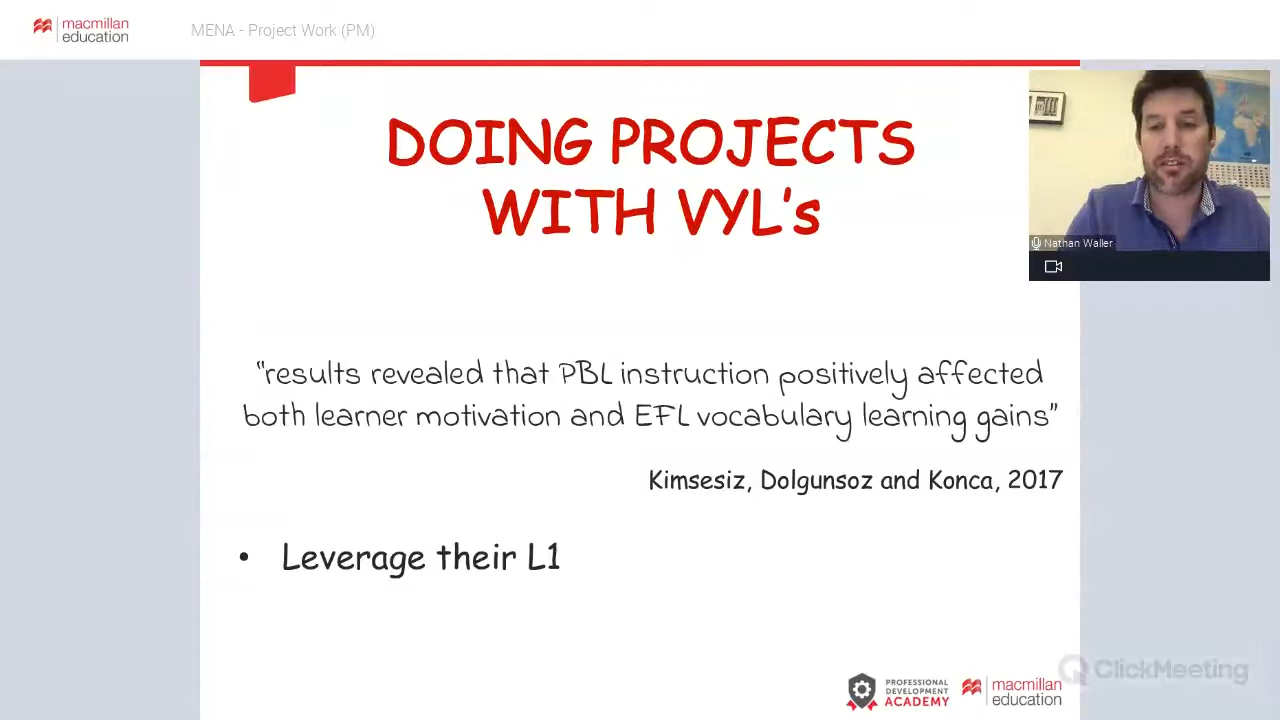 macmillan
education
MENA - Project Work (PM)
DOING PROJECTS
WITH VYL's
Nathan Waller
“results revealed that PBL instruction positively affected
both learner motivation and EFL vocabulary learning gains”
Kimsesiz, Dolgunsoz and Konca, 2017
• Leverage their L1
PROFESSIONAL
DEVELOPMENT
ACADEMY
macmillan
education
ClickMeeting